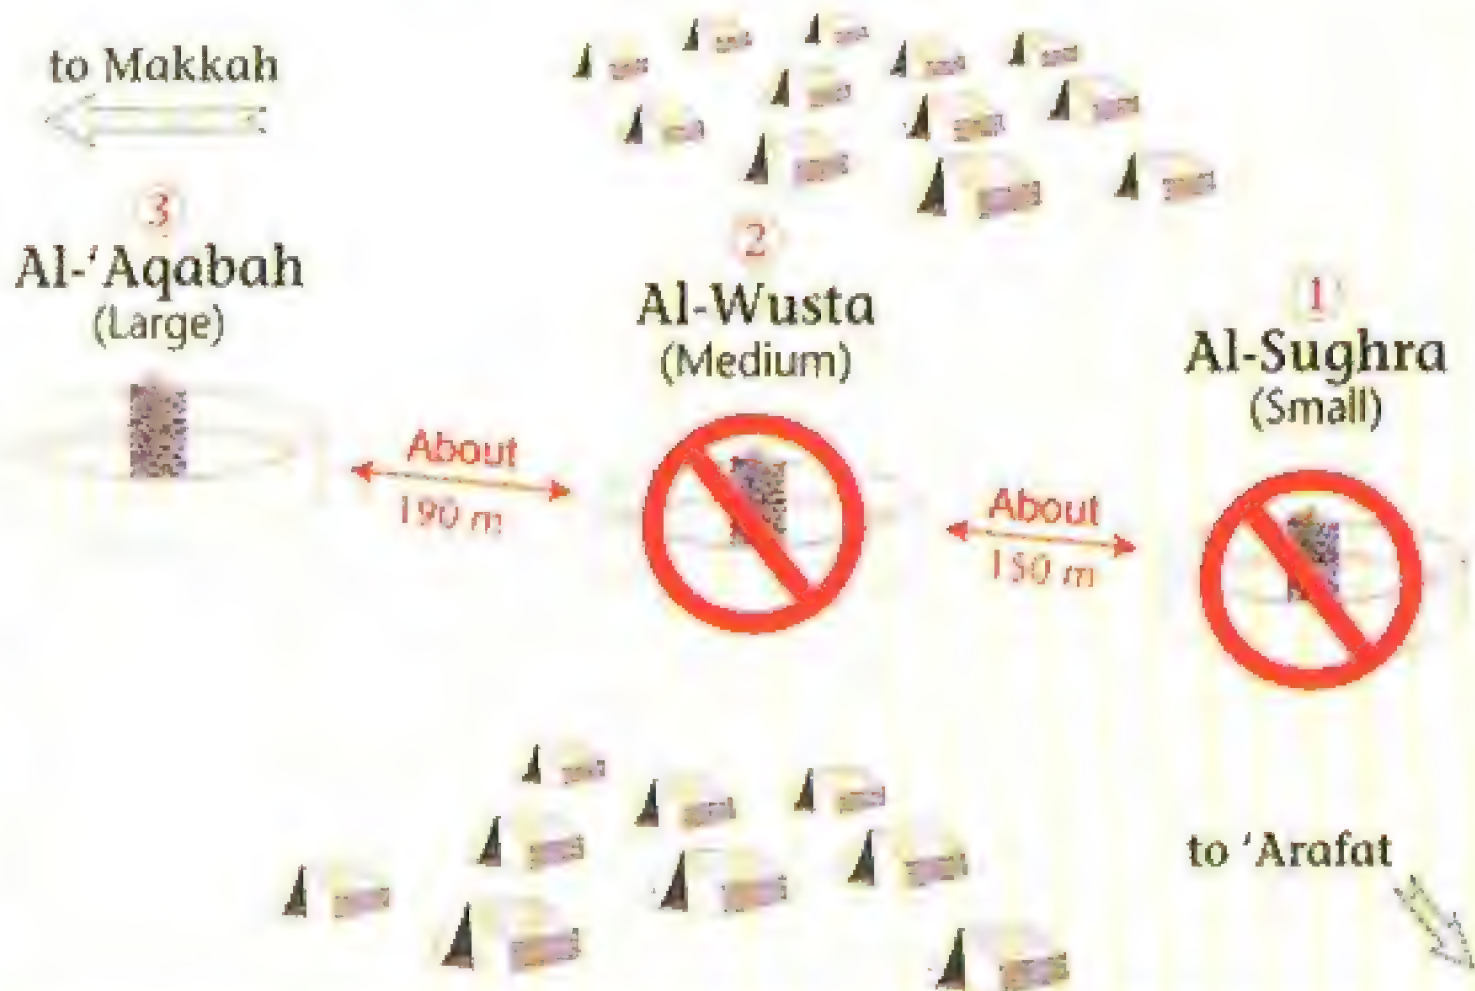 to Makkah
3
Al-'Aqabah
(Large)
2
Al-Wusta
(Medium)
1
Al-Sughra
(Small)
About
190 m
About
150 m
to 'Arafat